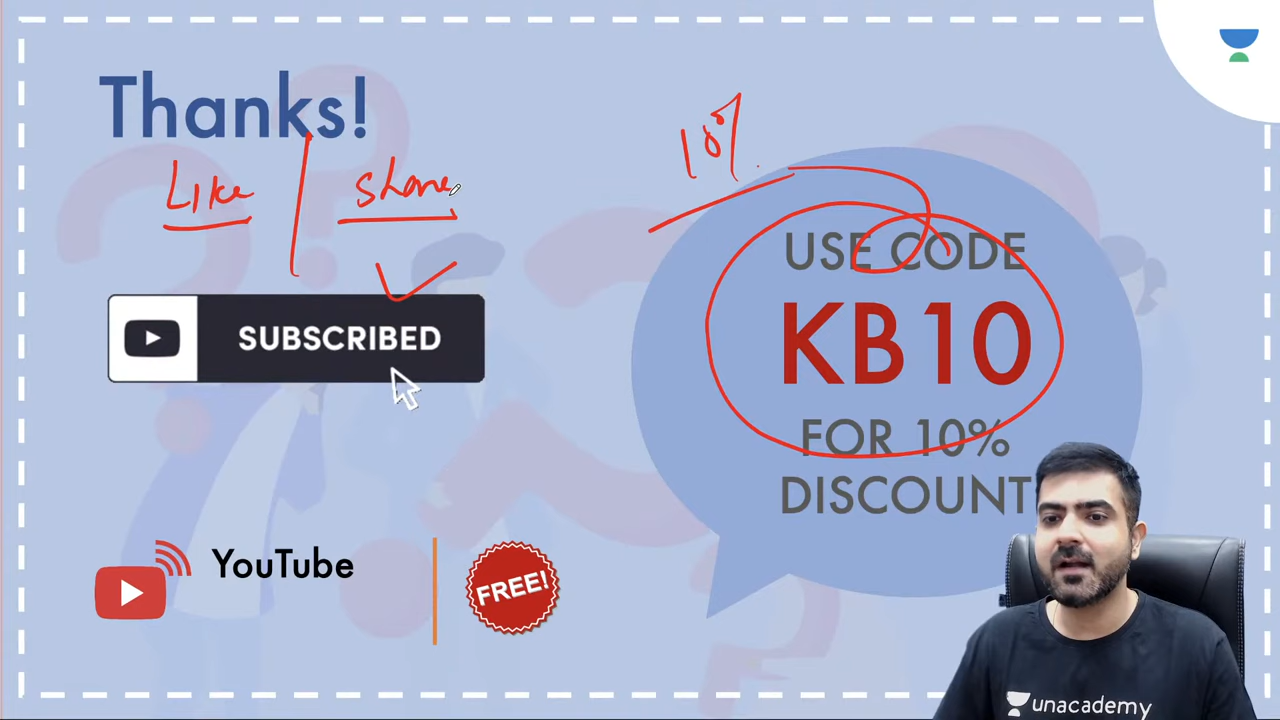 Thanks!
Like
Share
SUBSCRIBED
YouTube
FREE!
10%
USE CODE
KB10
FOR 10%
DISCOUNT
unacademy